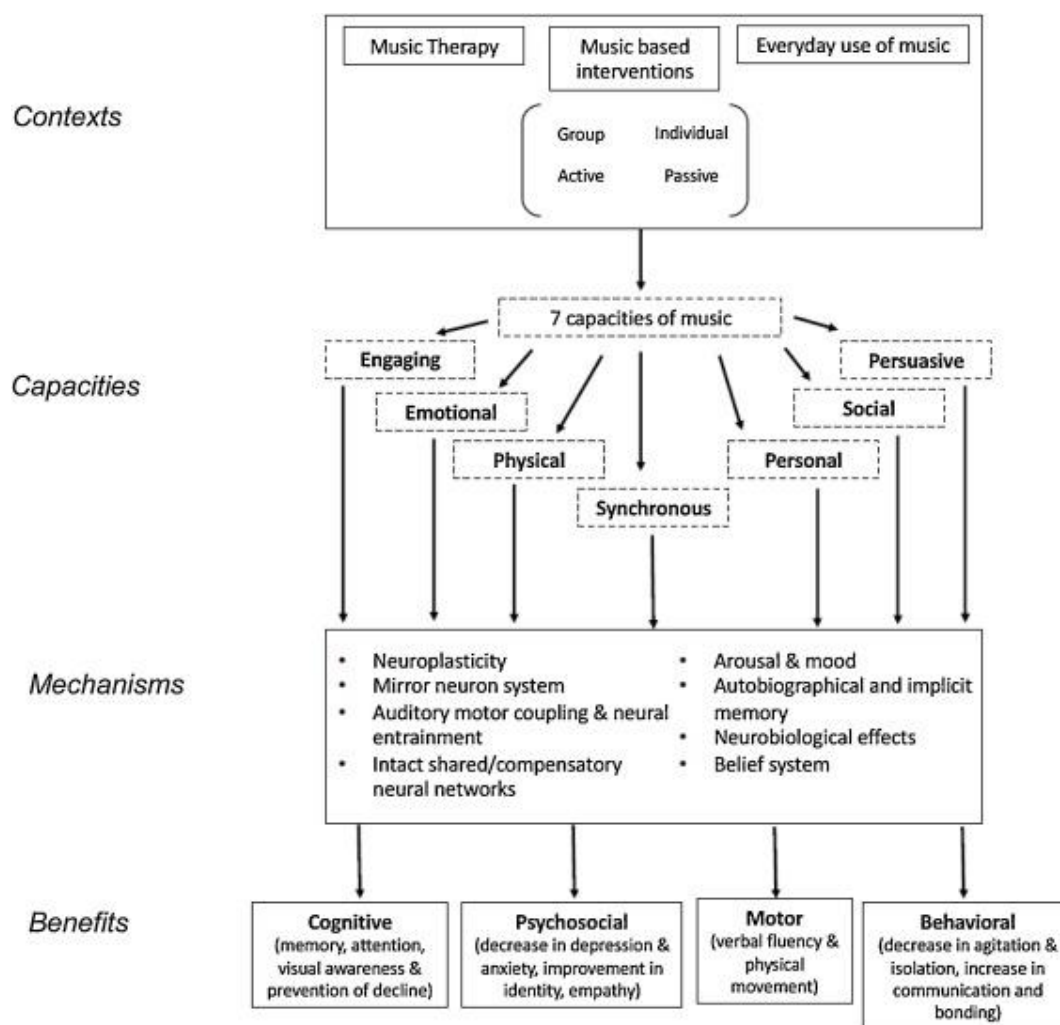 Contexts
Music Therapy
Music based
interventions
Everyday use of music
Group Individual
Active Passive
Capacities
7 capacities of music
Engaging
Persuasive
Emotional
Social
Physical
Personal
Synchronous
Mechanisms
• Neuroplasticity
• Mirror neuron system
• Auditory motor coupling & neural
entrainment
• Intact shared/compensatory
neural networks
• Arousal & mood
• Autobiographical and implicit
memory
• Neurobiological effects
• Belief system
Benefits
Cognitive
(memory, attention,
visual awareness &
prevention of decline)
Psychosocial
(decrease in depression &
anxiety, improvement in
identity, empathy)
Motor
(verbal fluency &
physical
movement)
Behavioral
(decrease in agitation &
isolation, increase in
communication and
bonding)